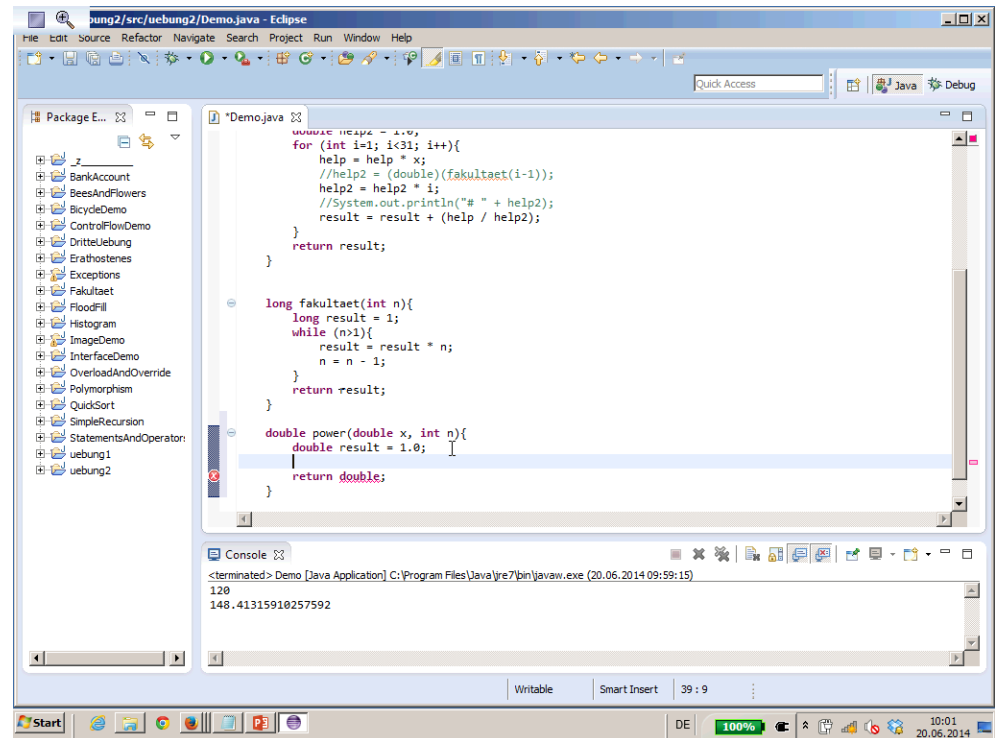 bung2/src/uebung2/Demo.java - Eclipse
File Edit Source Refactor Navigate Search Project Run Window Help
Quick Access
Java
Debug
Package E...
_z_________
BankAccount
BeesAndFlowers
BicycleDemo
ControlFlowDemo
DritteUebung
Erathostenes
Exceptions
Fakultaet
FloodFill
Histogram
ImageDemo
InterfaceDemo
OverloadAndOverride
Polymorphism
QuickSort
SimpleRecursion
StatementsAndOperator
uebung1
uebung2
*Demo.java
double help2 = 1.0;
for (int i=1; i<31; i++){
help = help * x;
//help2 = (double)(fakultaet(i-1));
help2 = help2 * i;
//System.out.println("# " + help2);
result = result + (help / help2);
}
return result;
}
long fakultaet(int n){
long result = 1;
while (n>1){
result = result * n;
n = n - 1;
}
return result;
}
double power(double x, int n){
double result = 1.0;
return double;
}
Console
<terminated> Demo [Java Application] C:\Program Files\Java\jre7\bin\javaw.exe (20.06.2014 09:59:15)
120
148.41315910257592
Writable
Smart Insert
39 : 9
Start
DE
100%
10:01
20.06.2014